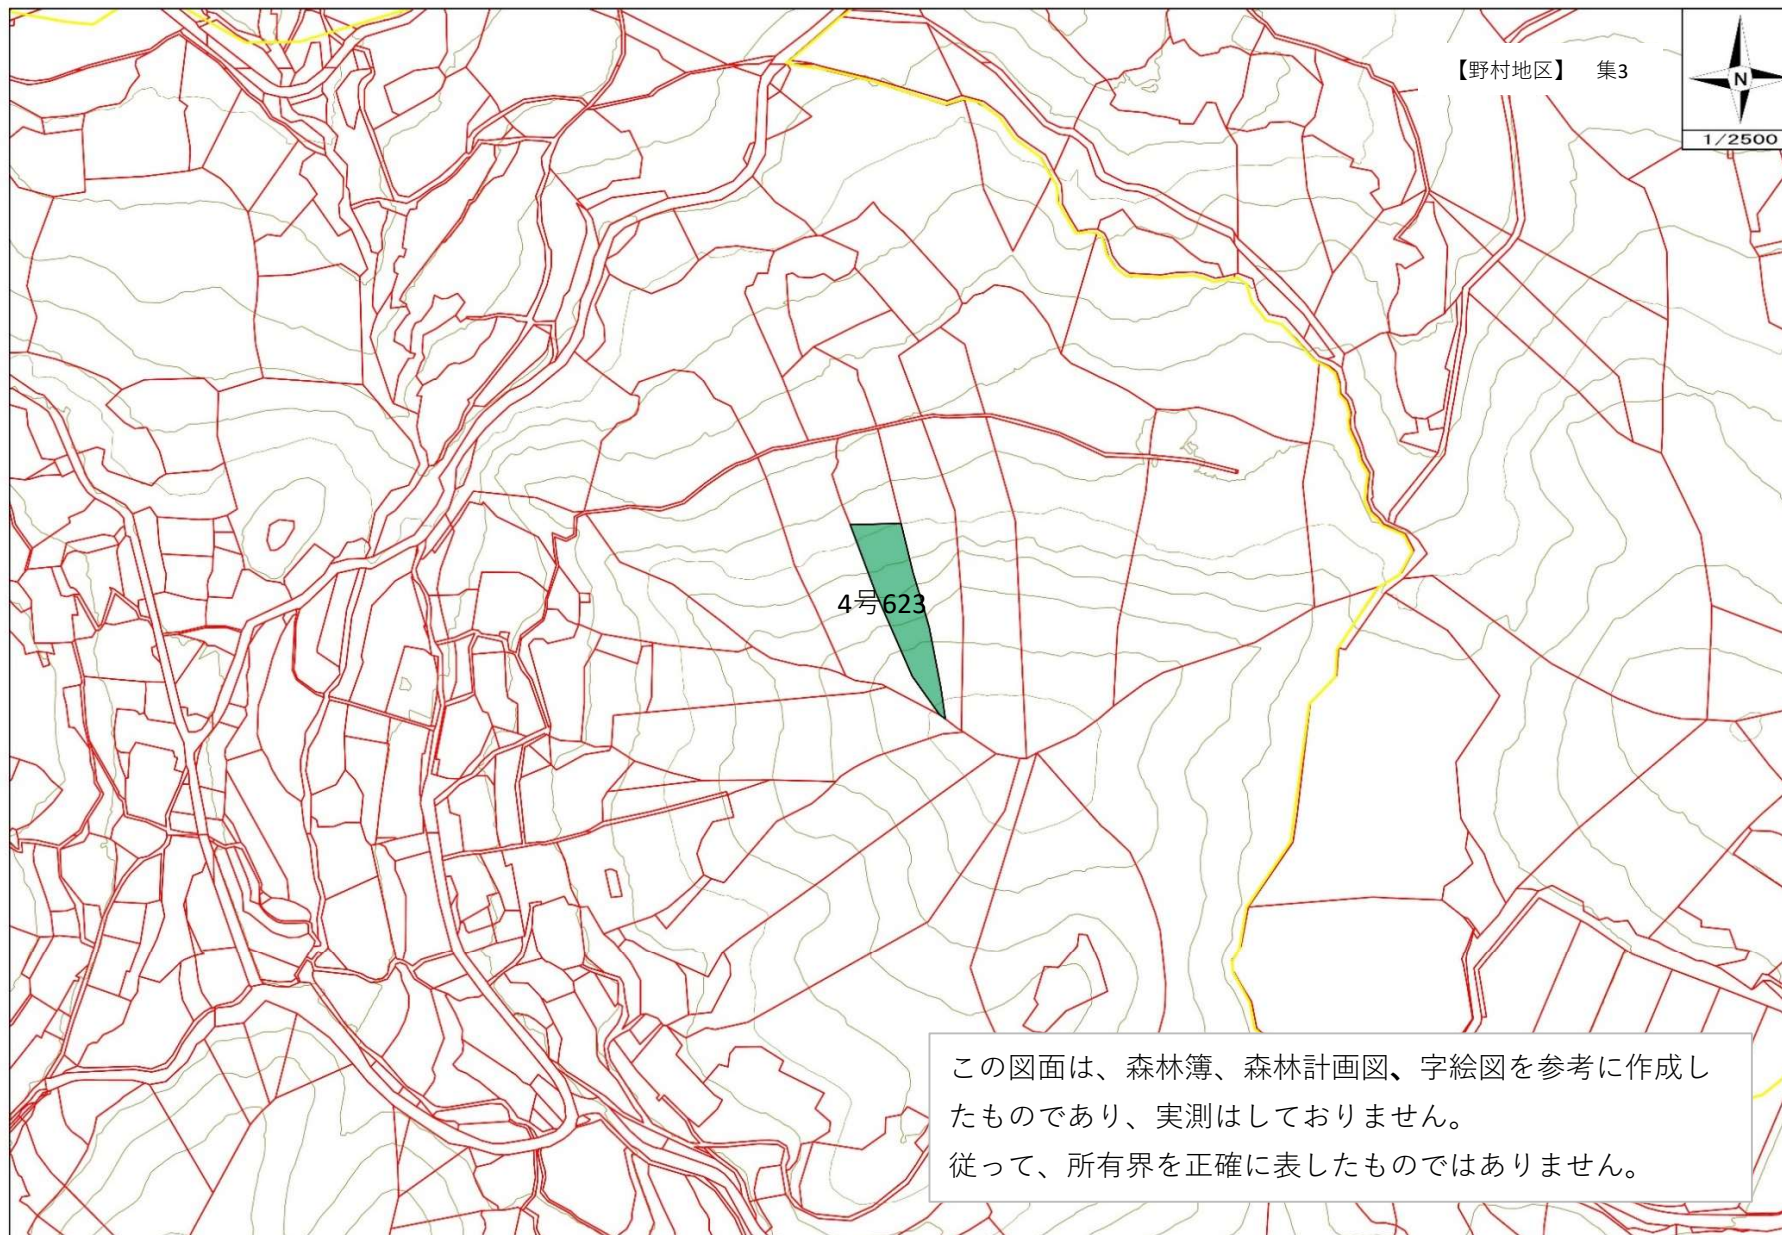 【野村地区】　集3
N
1/2500
4号623
この図面は、森林簿、森林計画図、字絵図を参考に作成し
たものであり、実測はしておりません。
従って、所有界を正確に表したものではありません。